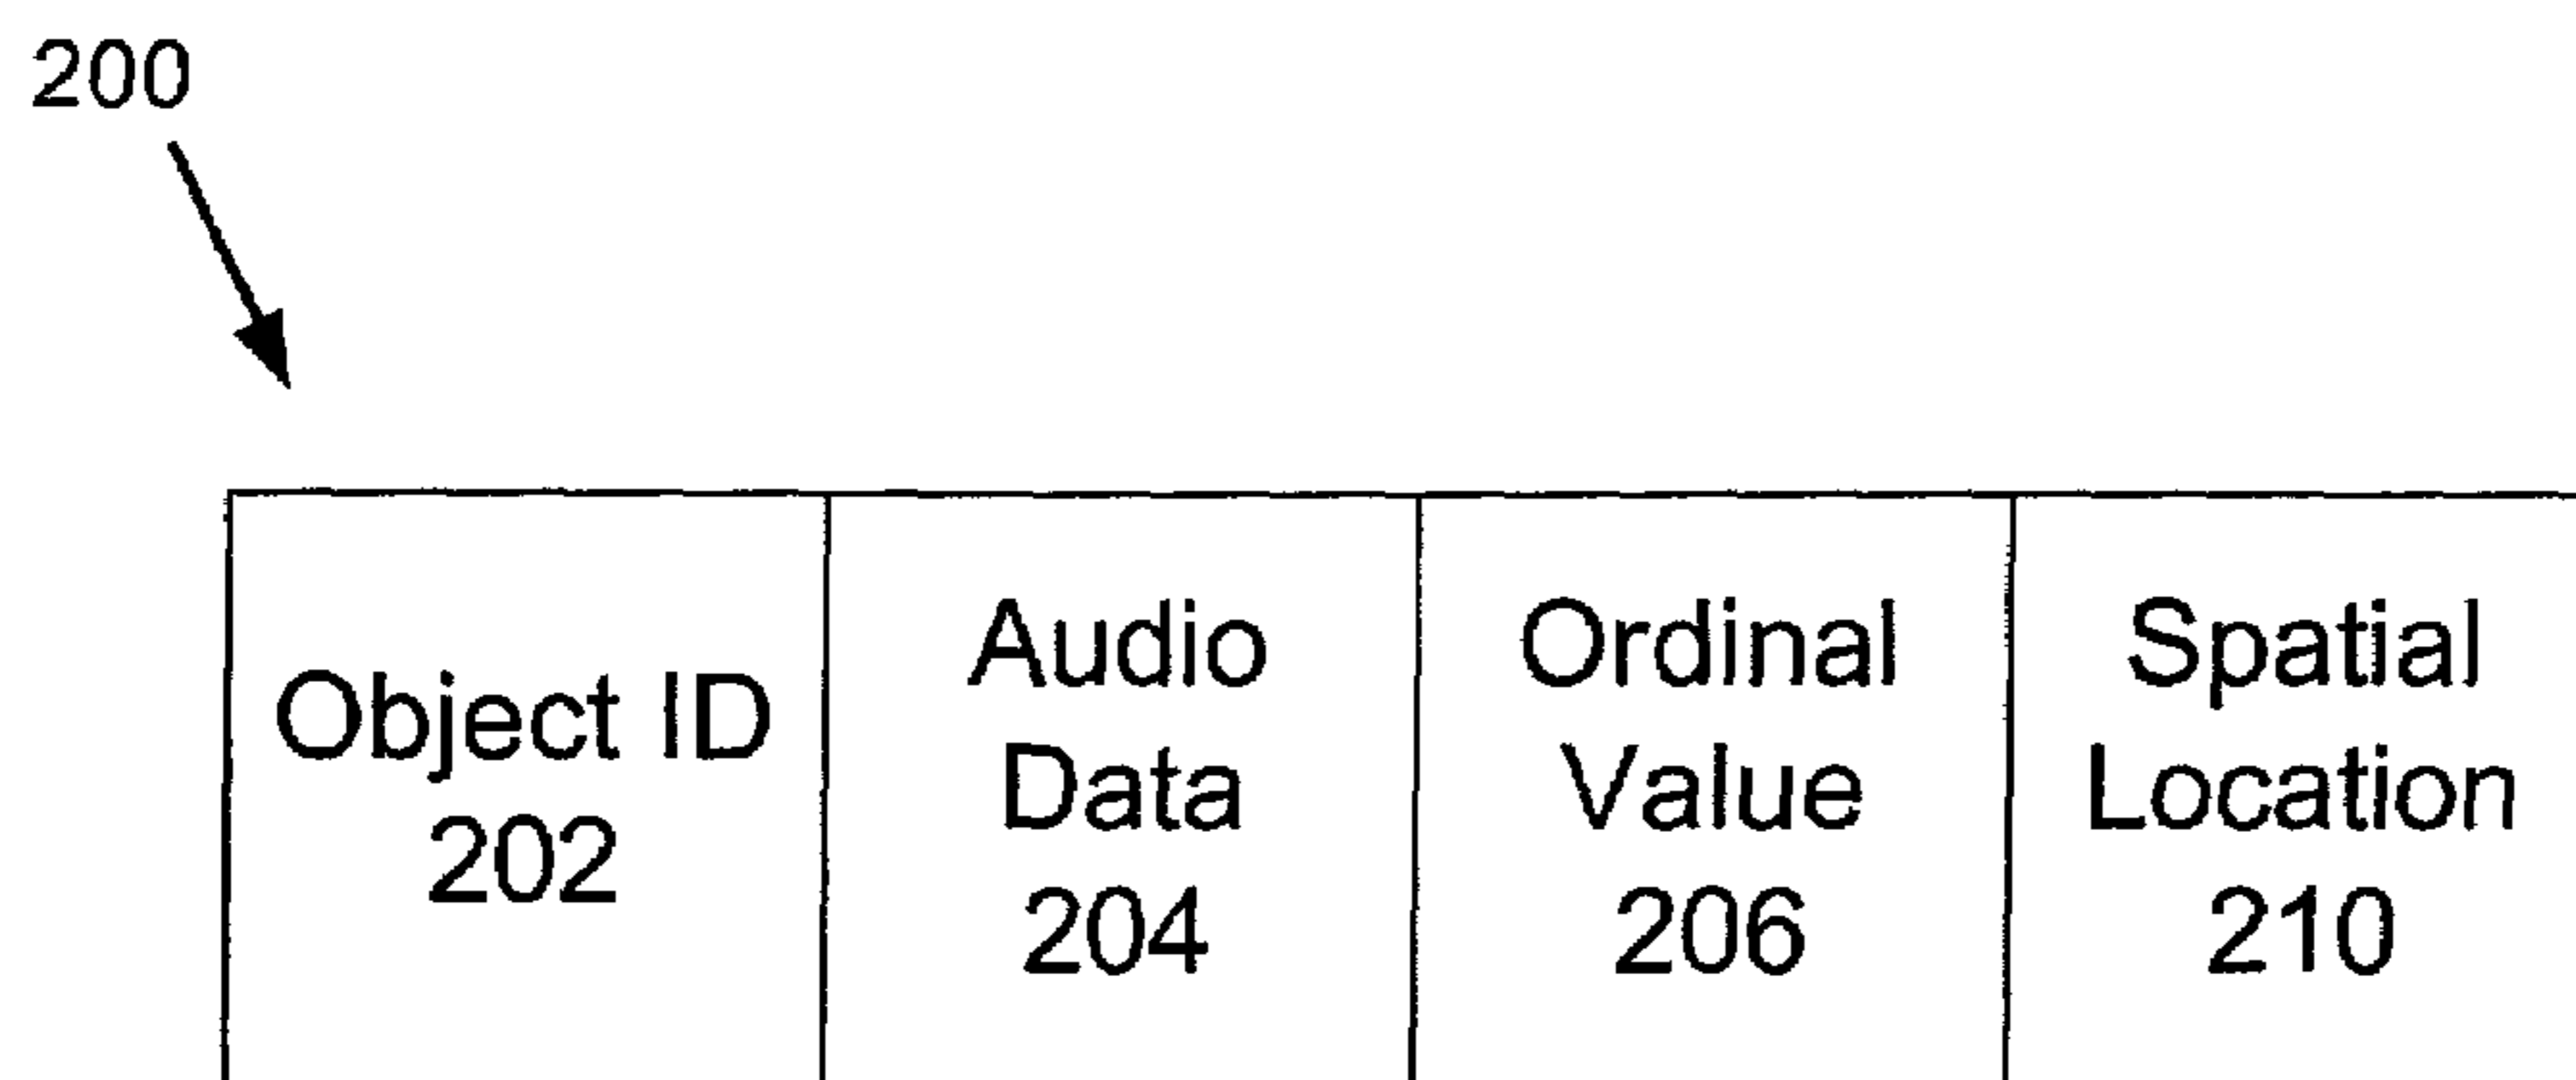 200
Object ID
202
Audio
Data
204
Ordinal
Value
206
Spatial
Location
210